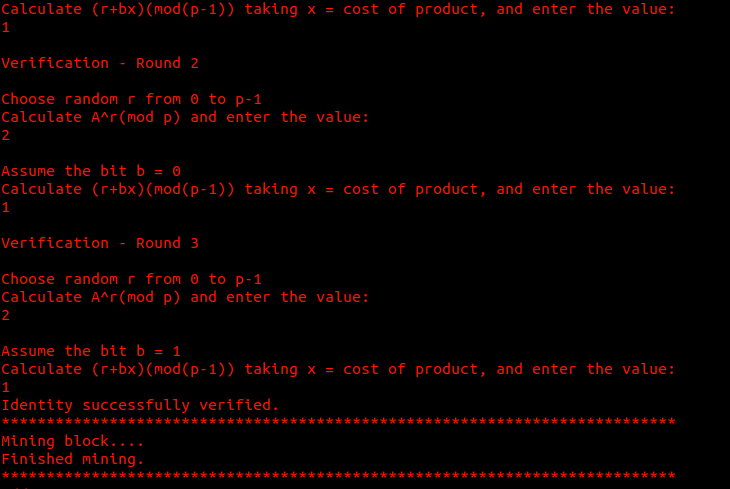 Calculate (r+bx)(mod(p-1)) taking x = cost of product, and enter the value:
1
Verification - Round 2
Choose random r from 0 to p-1
Calculate A^r(mod p) and enter the value:
2
Assume the bit b = 0
Calculate (r+bx)(mod(p-1)) taking x = cost of product, and enter the value:
1
Verification - Round 3
Choose random r from 0 to p-1
Calculate A^r(mod p) and enter the value:
2
Assume the bit b = 1
Calculate (r+bx)(mod(p-1)) taking x = cost of product, and enter the value:
1
Identity successfully verified.
***************************************************************************
Mining block....
Finished mining.
***************************************************************************